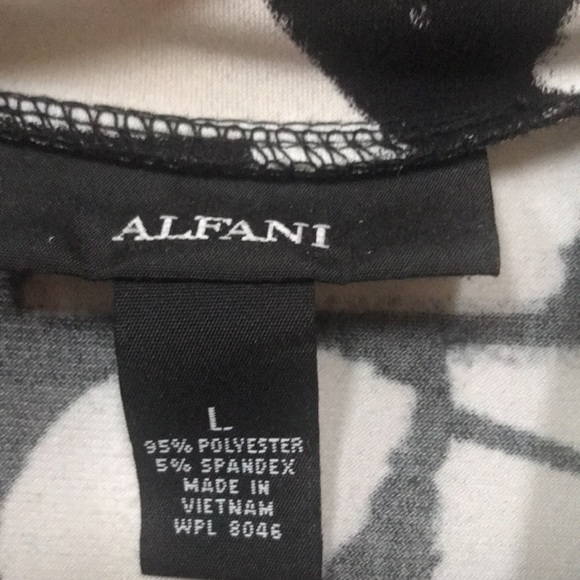 ALFANI
L
95% POLYESTER
5% SPANDEX
MADE IN
VIETNAM
WPL 8046